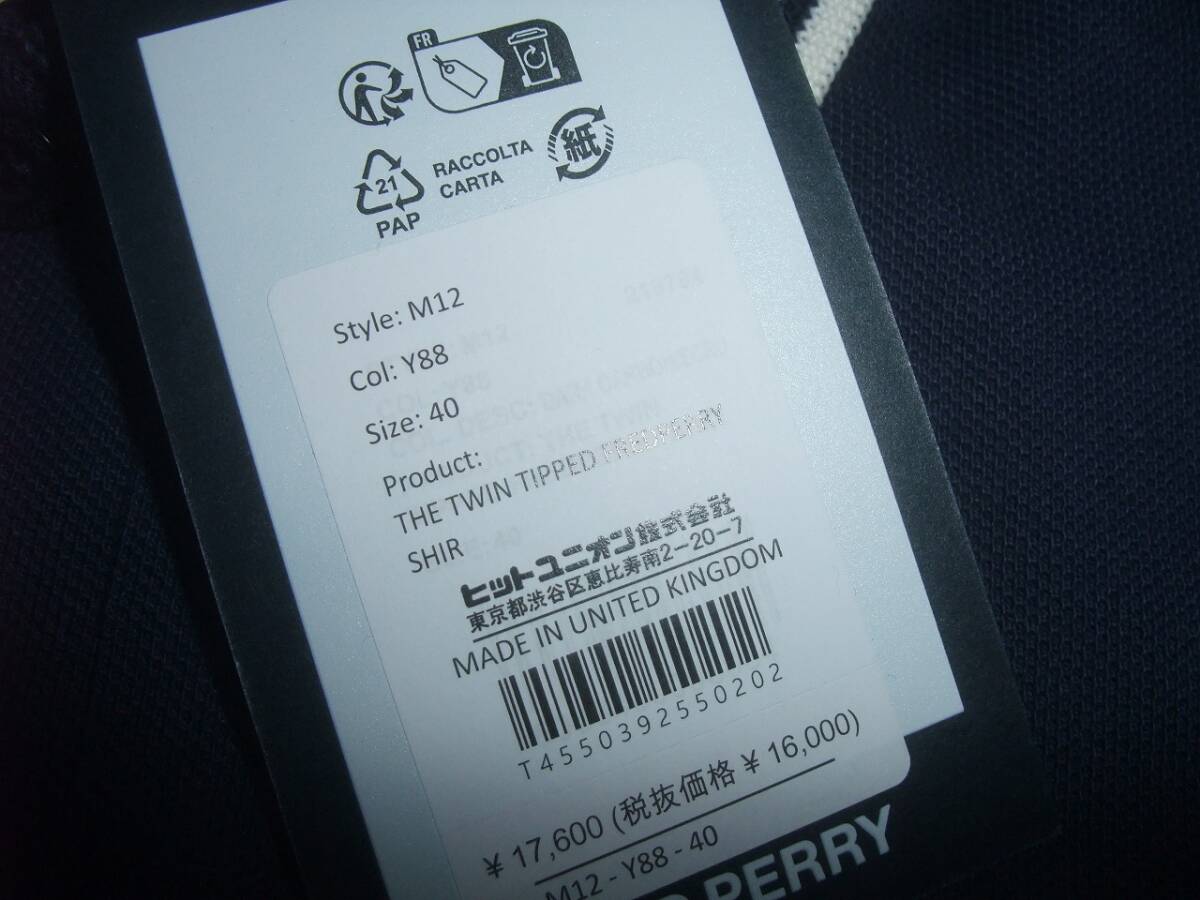 FR
21
PAP
RACCOLTA
CARTA
紙
Style: M12
Col: Y88
Size: 40
Product:
THE TWIN TIPPED FREDPERRY
SHIR
ヒットユニオン株式会社
東京都渋谷区恵比寿南2-20-7
MADE IN UNITED KINGDOM
T4550392550202
¥ 17,600 (税抜価格 ¥ 16,000)
M12 - Y88 - 40
PERRY